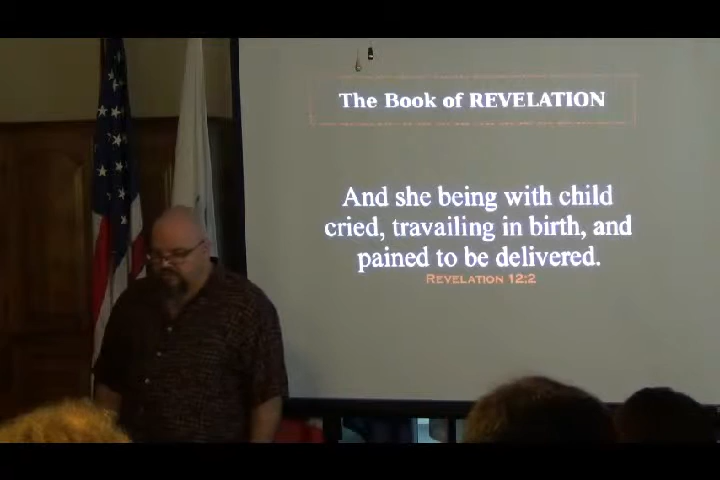 The Book of REVELATION
And she being with child
cried, travailing in birth, and
pained to be delivered.
REVELATION 12:2